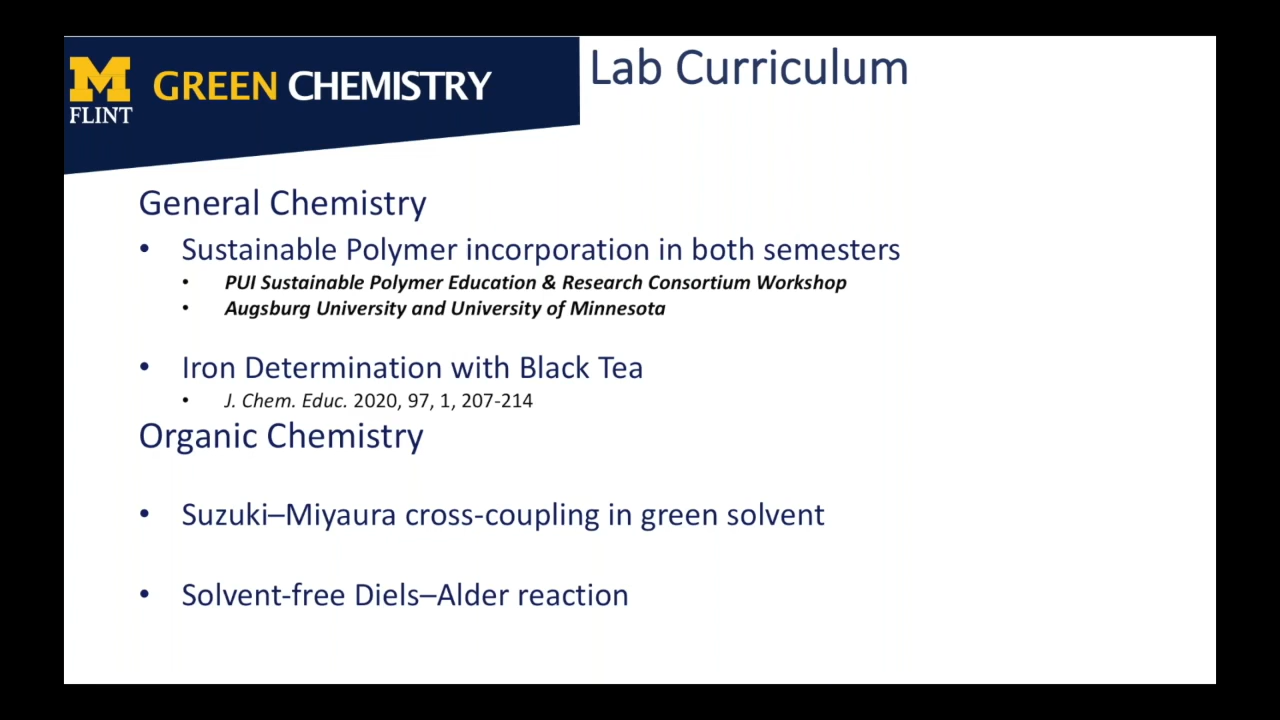 M
FLINT
GREEN CHEMISTRY
Lab Curriculum
General Chemistry
• Sustainable Polymer incorporation in both semesters
• PUI Sustainable Polymer Education & Research Consortium Workshop
• Augsburg University and University of Minnesota
• Iron Determination with Black Tea
• J. Chem. Educ. 2020, 97, 1, 207-214
Organic Chemistry
• Suzuki–Miyaura cross-coupling in green solvent
• Solvent-free Diels–Alder reaction